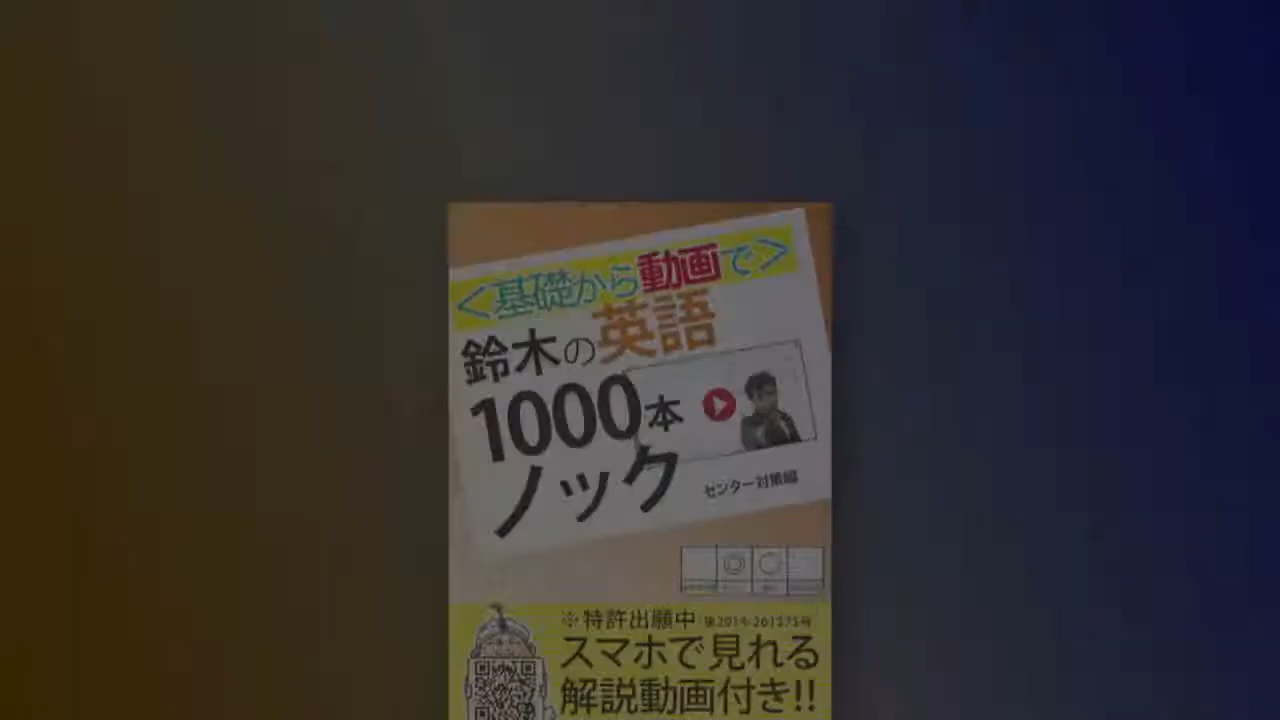 <基礎から動画で>
鈴木の英語
1000本
ノック
センター対策編
※特許出願中
スマホで見れる
解説動画付き!!